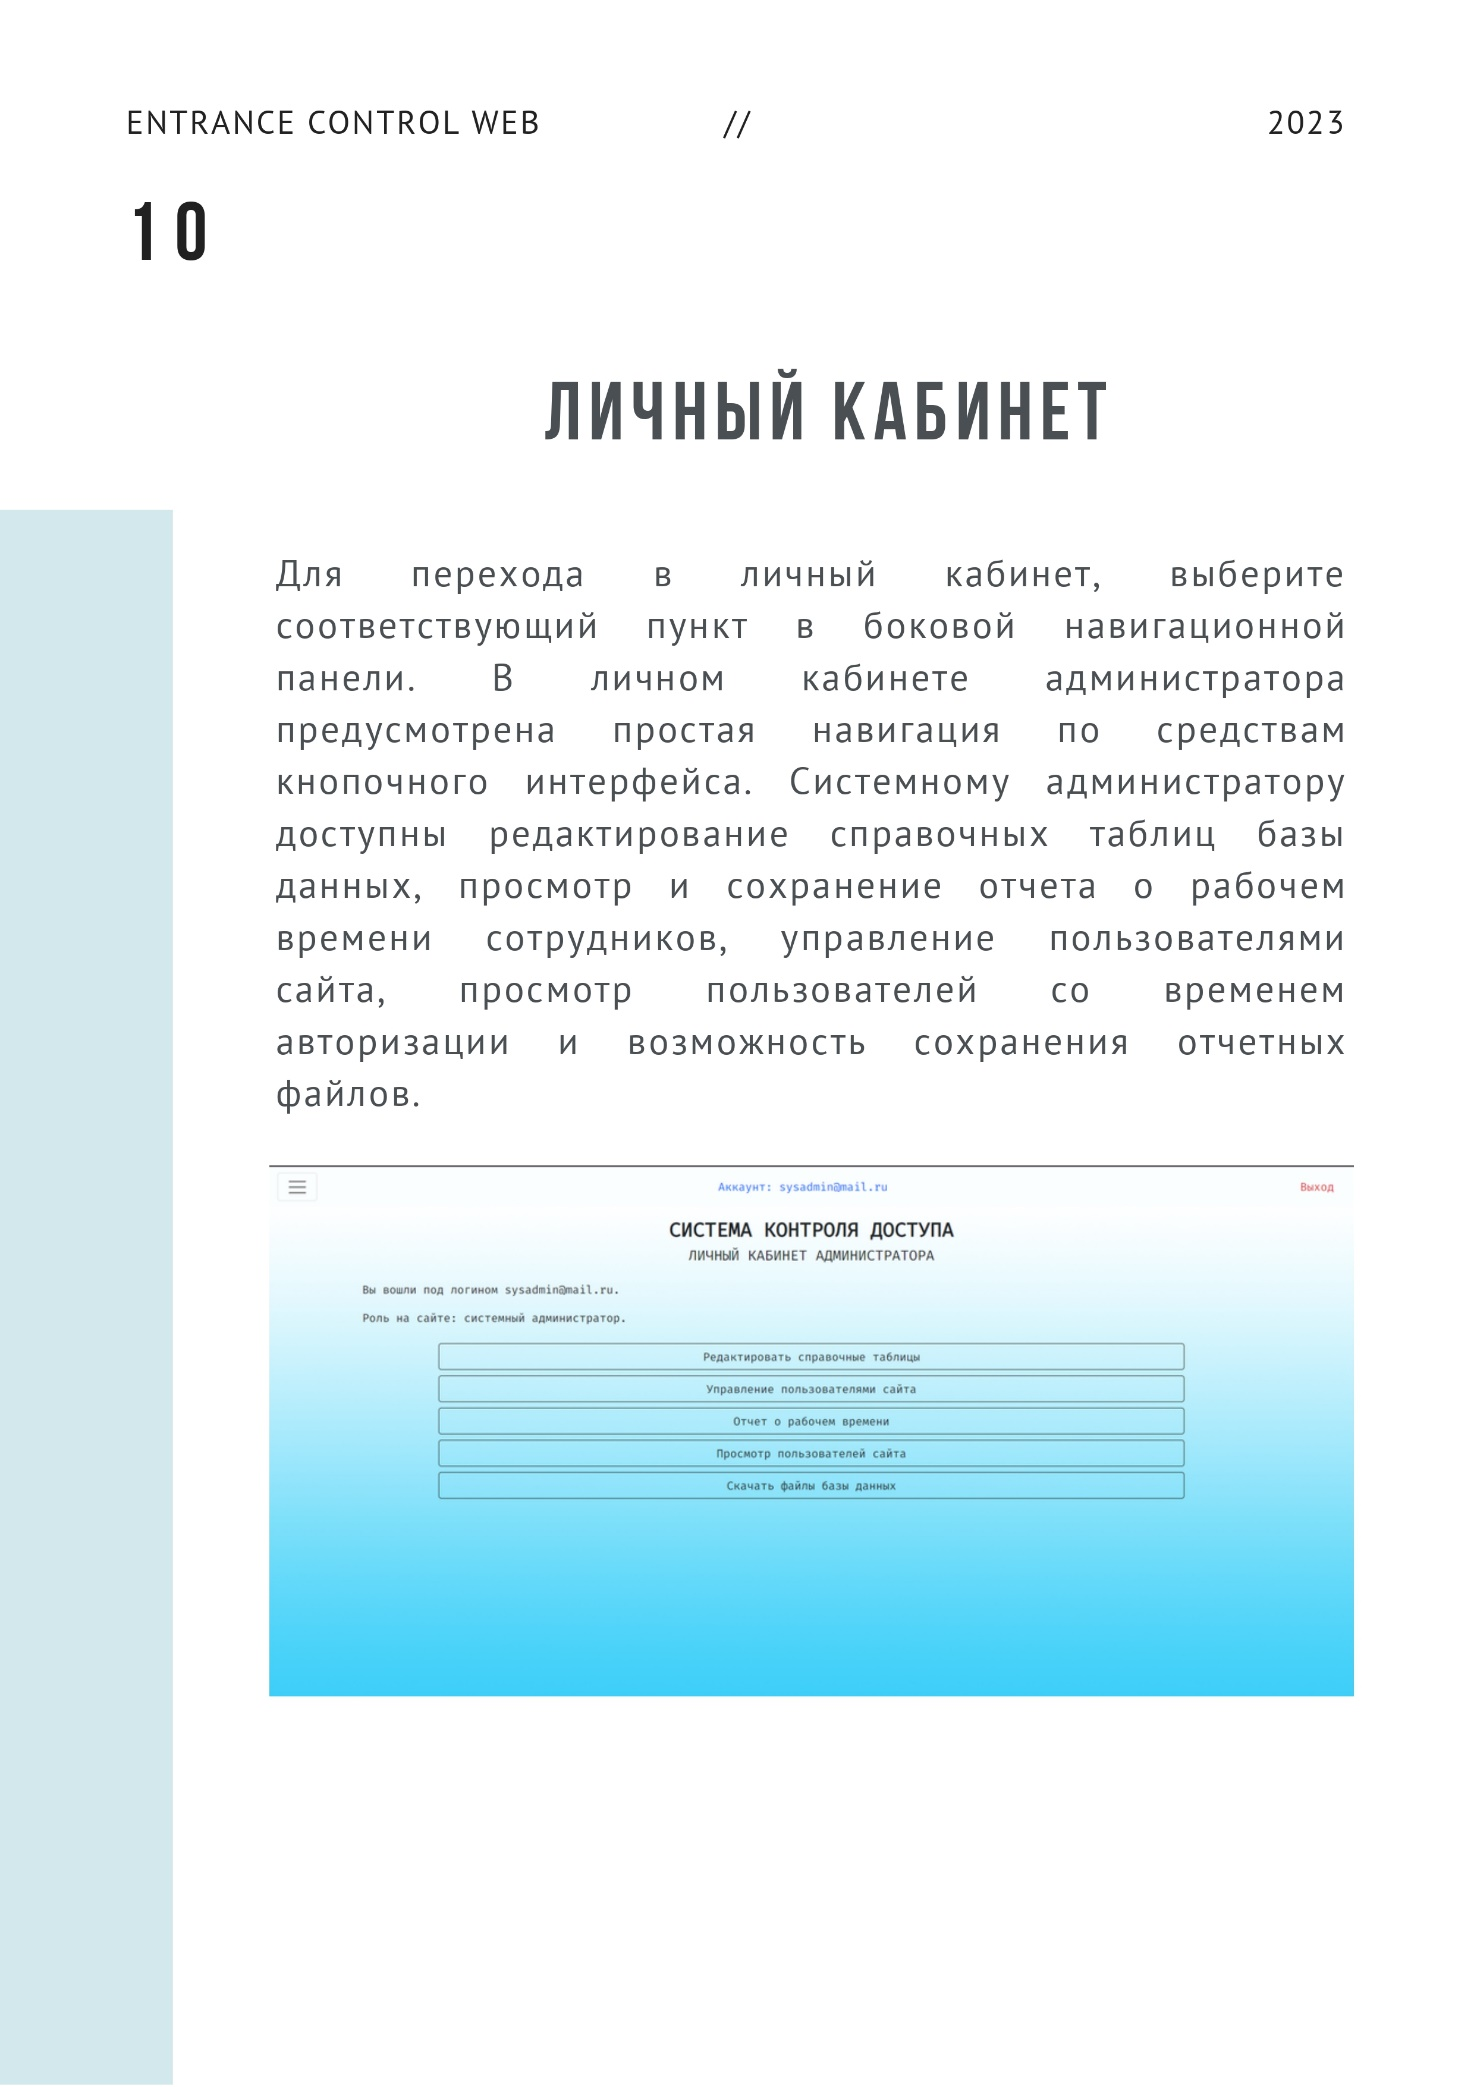 ENTRANCE CONTROL WEB // 2023
10
ЛИЧНЫЙ КАБИНЕТ
Для перехода в личный кабинет, выберите
соответствующий пункт в боковой навигационной
панели. В личном кабинете администратора
предусмотрена простая навигация по средствам
кнопочного интерфейса. Системному администратору
доступны редактирование справочных таблиц базы
данных, просмотр и сохранение отчета о рабочем
времени сотрудников, управление пользователями
сайта, просмотр пользователей со временем
авторизации и возможность сохранения отчетных
файлов.
Аккаунт: sysadmin@mail.ru Выход
СИСТЕМА КОНТРОЛЯ ДОСТУПА
ЛИЧНЫЙ КАБИНЕТ АДМИНИСТРАТОРА
Вы вошли под логином sysadmin@mail.ru.
Роль на сайте: системный администратор.
Редактировать справочные таблицы
Управление пользователями сайта
Отчет о рабочем времени
Просмотр пользователей сайта
Скачать файлы базы данных